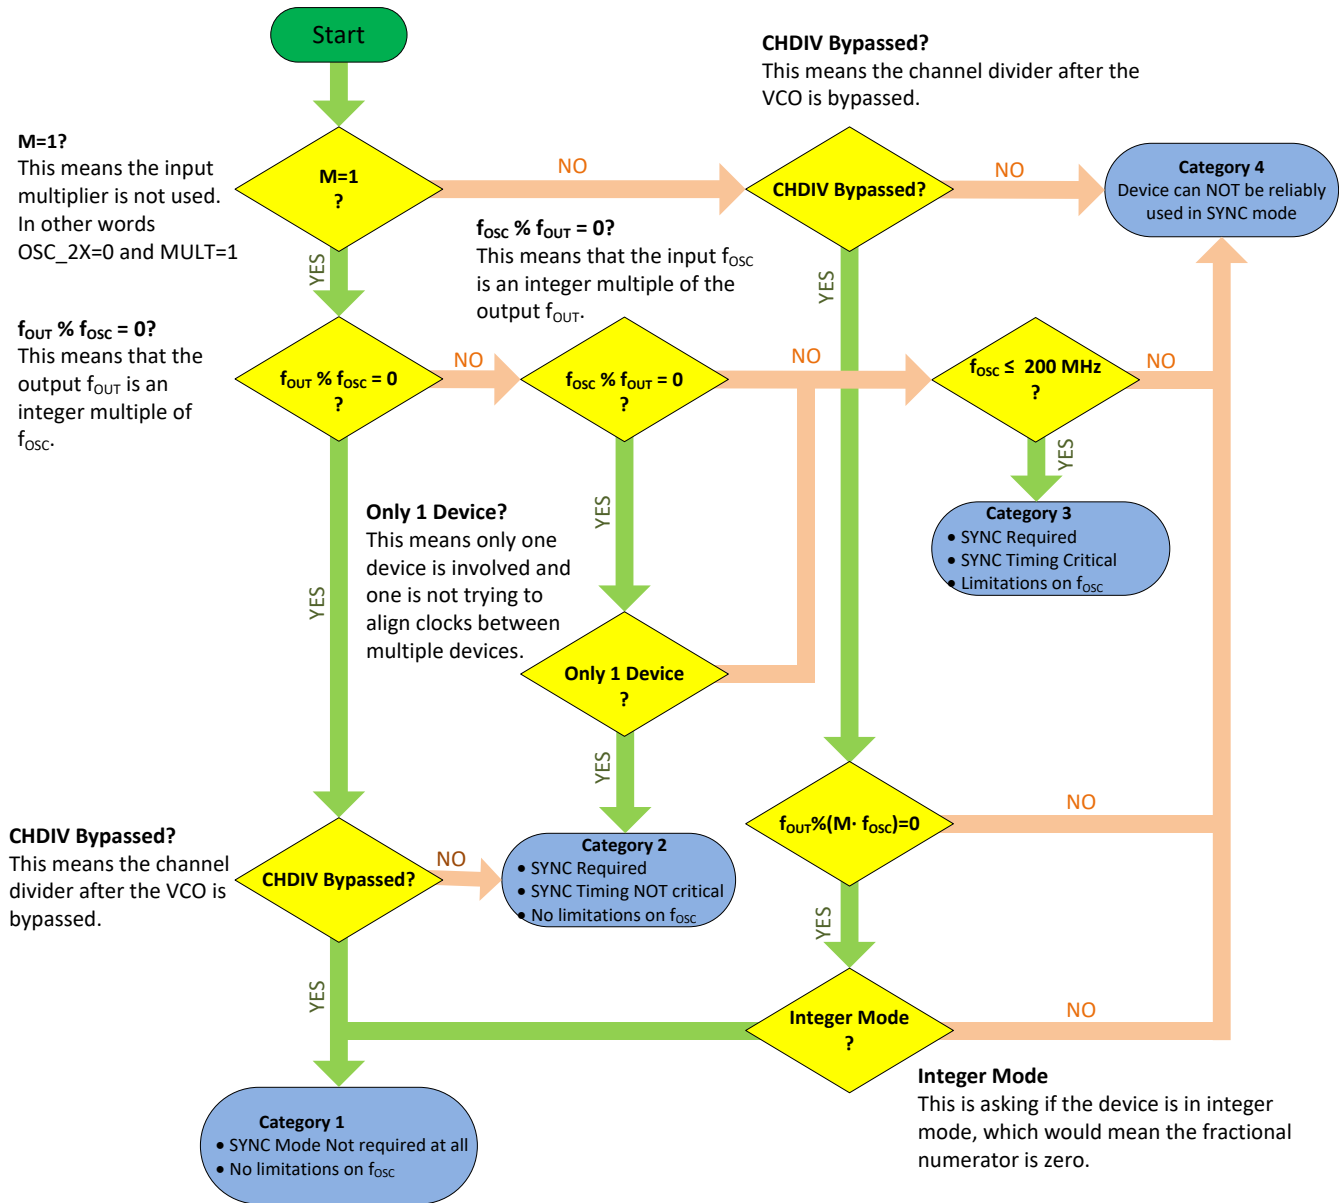 Start
CHDIV Bypassed?
This means the channel divider after the
VCO is bypassed.
M=1?
This means the input
multiplier is not used.
In other words
OSC_2X=0 and MULT=1
M=1
?
NO
CHDIV Bypassed?
NO
Category 4
Device can NOT be reliably
used in SYNC mode
YES
fOSC % fOUT = 0?
This means that the input fOSC
is an integer multiple of the
output fOUT.
YES
fOUT % fOSC = 0?
This means that the
output fOUT is an
integer multiple of
fOSC.
fOUT % fOSC = 0
?
NO
fOSC % fOUT = 0
?
NO
fOSC ≤ 200 MHz
?
NO
YES
YES
Category 3
• SYNC Required
• SYNC Timing Critical
• Limitations on fOSC
Only 1 Device?
This means only one
device is involved and
one is not trying to
align clocks between
multiple devices.
YES
Only 1 Device
?
YES
fOUT%(M· fOSC)=0
NO
CHDIV Bypassed?
This means the channel
divider after the VCO is
bypassed.
CHDIV Bypassed?
NO
Category 2
• SYNC Required
• SYNC Timing NOT critical
• No limitations on fOSC
YES
YES
Integer Mode
?
NO
Integer Mode
This is asking if the device is in integer
mode, which would mean the fractional
numerator is zero.
Category 1
• SYNC Mode Not required at all
• No limitations on fOSC